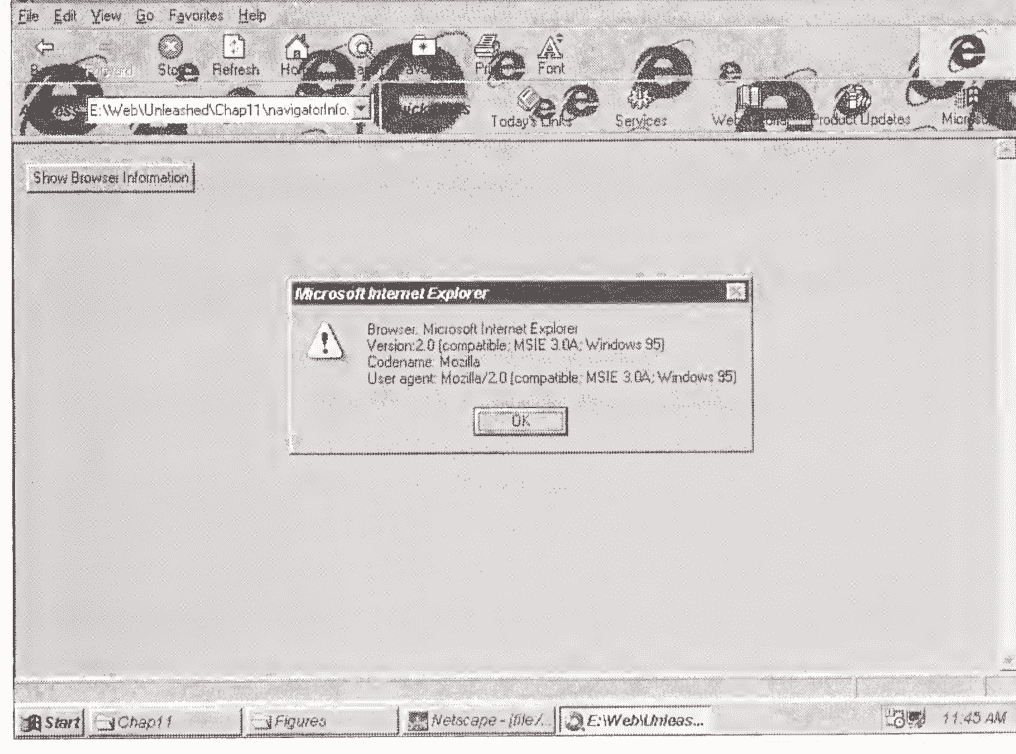 File Edit View Go Favorites Help
Refresh Font
E:\Web\Unleashed\Chap11\navigatorInfo.
Today's Links Services Product Updates
Show Browser Information
Microsoft Internet Explorer
Browser: Microsoft Internet Explorer
Version:2.0 (compatible; MSIE 3.0A; Windows 95)
Codename: Mozilla
User agent: Mozilla/2.0 (compatible; MSIE 3.0A; Windows 95)
OK
Start Chap11 Figures Netscape - [file/... E:\Web\Unleas... 11:45 AM